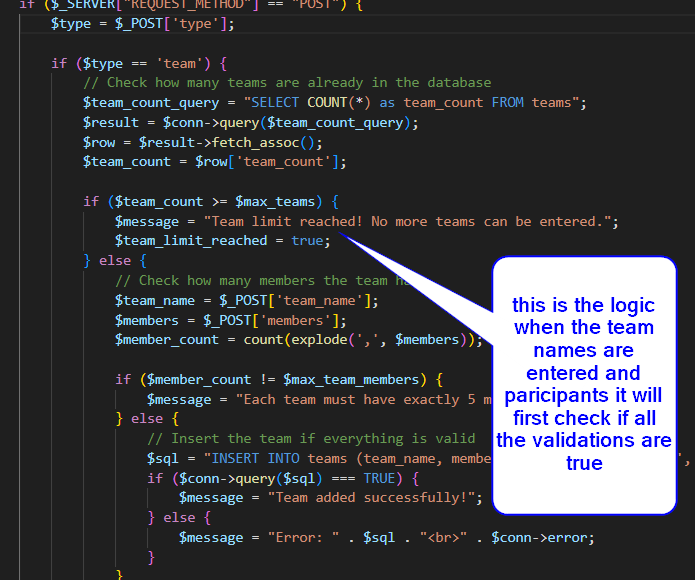 if ($_SERVER["REQUEST_METHOD"] == "POST") {
$type = $_POST['type'];
if ($type == 'team') {
// Check how many teams are already in the database
$team_count_query = "SELECT COUNT(*) as team_count FROM teams";
$result = $conn->query($team_count_query);
$row = $result->fetch_assoc();
$team_count = $row['team_count'];
if ($team_count >= $max_teams) {
$message = "Team limit reached! No more teams can be entered.";
$team_limit_reached = true;
} else {
// Check how many members the team
$team_name = $_POST['team_name'];
$members = $_POST['members'];
$member_count = count(explode(',', $members));
if ($member_count != $max_team_members) {
$message = "Each team must have exactly 5
} else {
// Insert the team if everything is valid
$sql = "INSERT INTO teams (team_name, ",
if ($conn->query($sql) === TRUE) {
$message = "Team added successfully!";
} else {
$message = "Error: " . $sql . "<br>" . $conn->error;
}
}
this is the logic
when the team
names are
entered and
paricipants it will
first check if all
the validations are
true